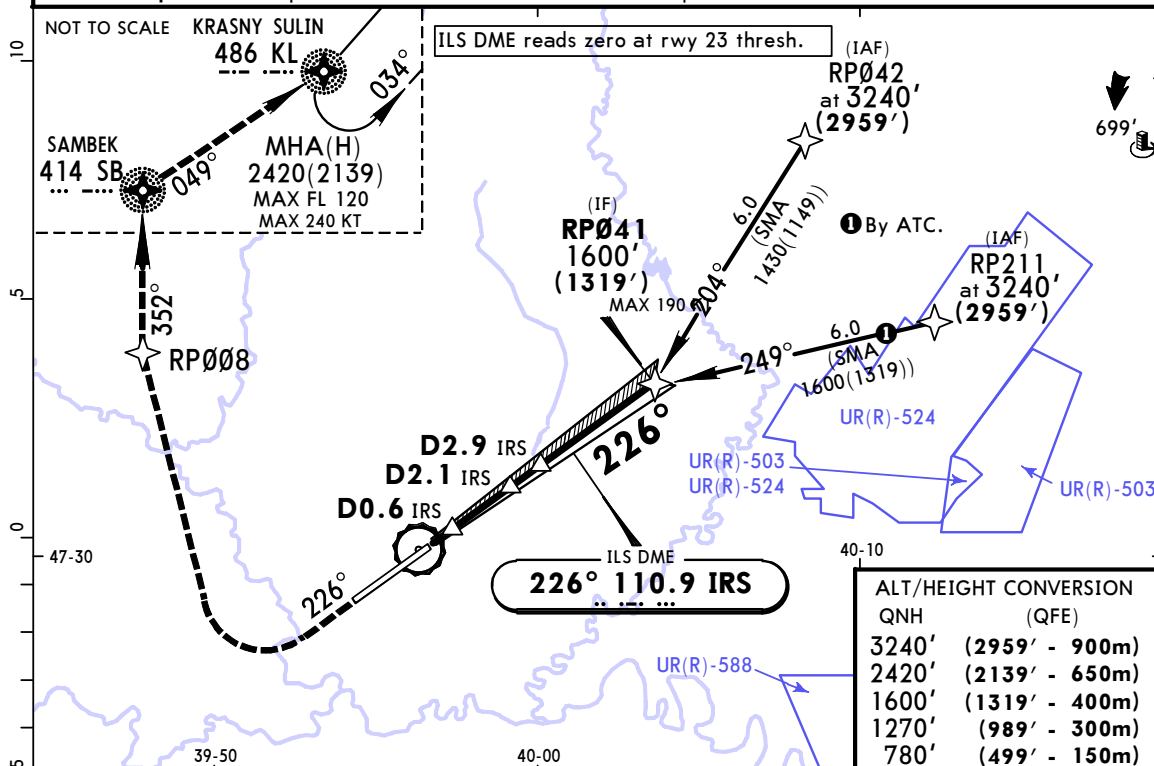 NOT TO SCALE
KRASNY SULIN
486 KL
034°
SAMBEK
414 SB
049°
MHA(H)
2420(2139)
MAX FL 120
MAX 240 KT
ILS DME reads zero at rwy 23 thresh.
(IAF)
RPØ42
at 3240'
(2959')
699'
10
5
0
5
(IF)
RPØ41
1600'
(1319')
MAX 190
6.0
(SMA
1430(1149))
204°
1 By ATC.
(IAF)
RP211
at 3240'
(2959')
6.0
1
(SMA
1600(1319))
249°
352°
RPØØ8
226°
D2.9 IRS
D2.1 IRS
D0.6 IRS
UR(R)-524
UR(R)-503
UR(R)-524
UR(R)-503
47-30
40-10
ILS DME
226° 110.9 IRS
226°
UR(R)-588
39-50
40-00
ALT/HEIGHT CONVERSION
QNH (QFE)
3240' (2959' - 900m)
2420' (2139' - 650m)
1600' (1319' - 400m)
1270' (989' - 300m)
780' (499' - 150m)